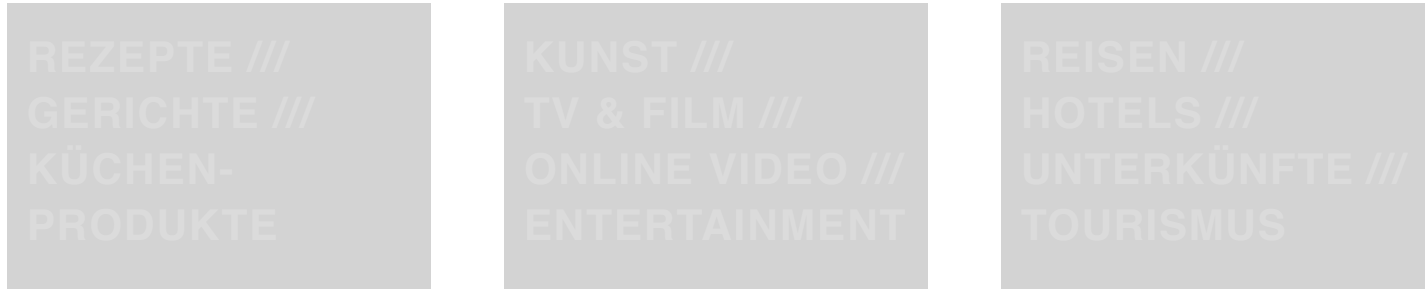 REZEPTE ///
GERICHTE ///
KÜCHEN-
PRODUKTE
KUNST ///
TV & FILM ///
ONLINE VIDEO ///
ENTERTAINMENT
REISEN ///
HOTELS ///
UNTERKÜNFTE ///
TOURISMUS